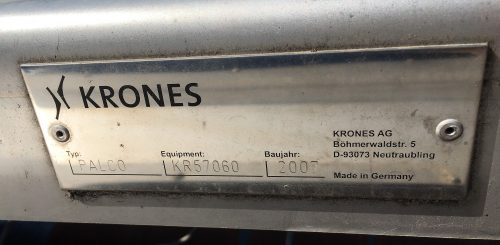 KRONES
KRONES AG
Böhmerwaldstr. 5
D-93073 Neutraubling
Made in Germany
Typ: Equipment: Baujahr:
PALCO KR57060 2007